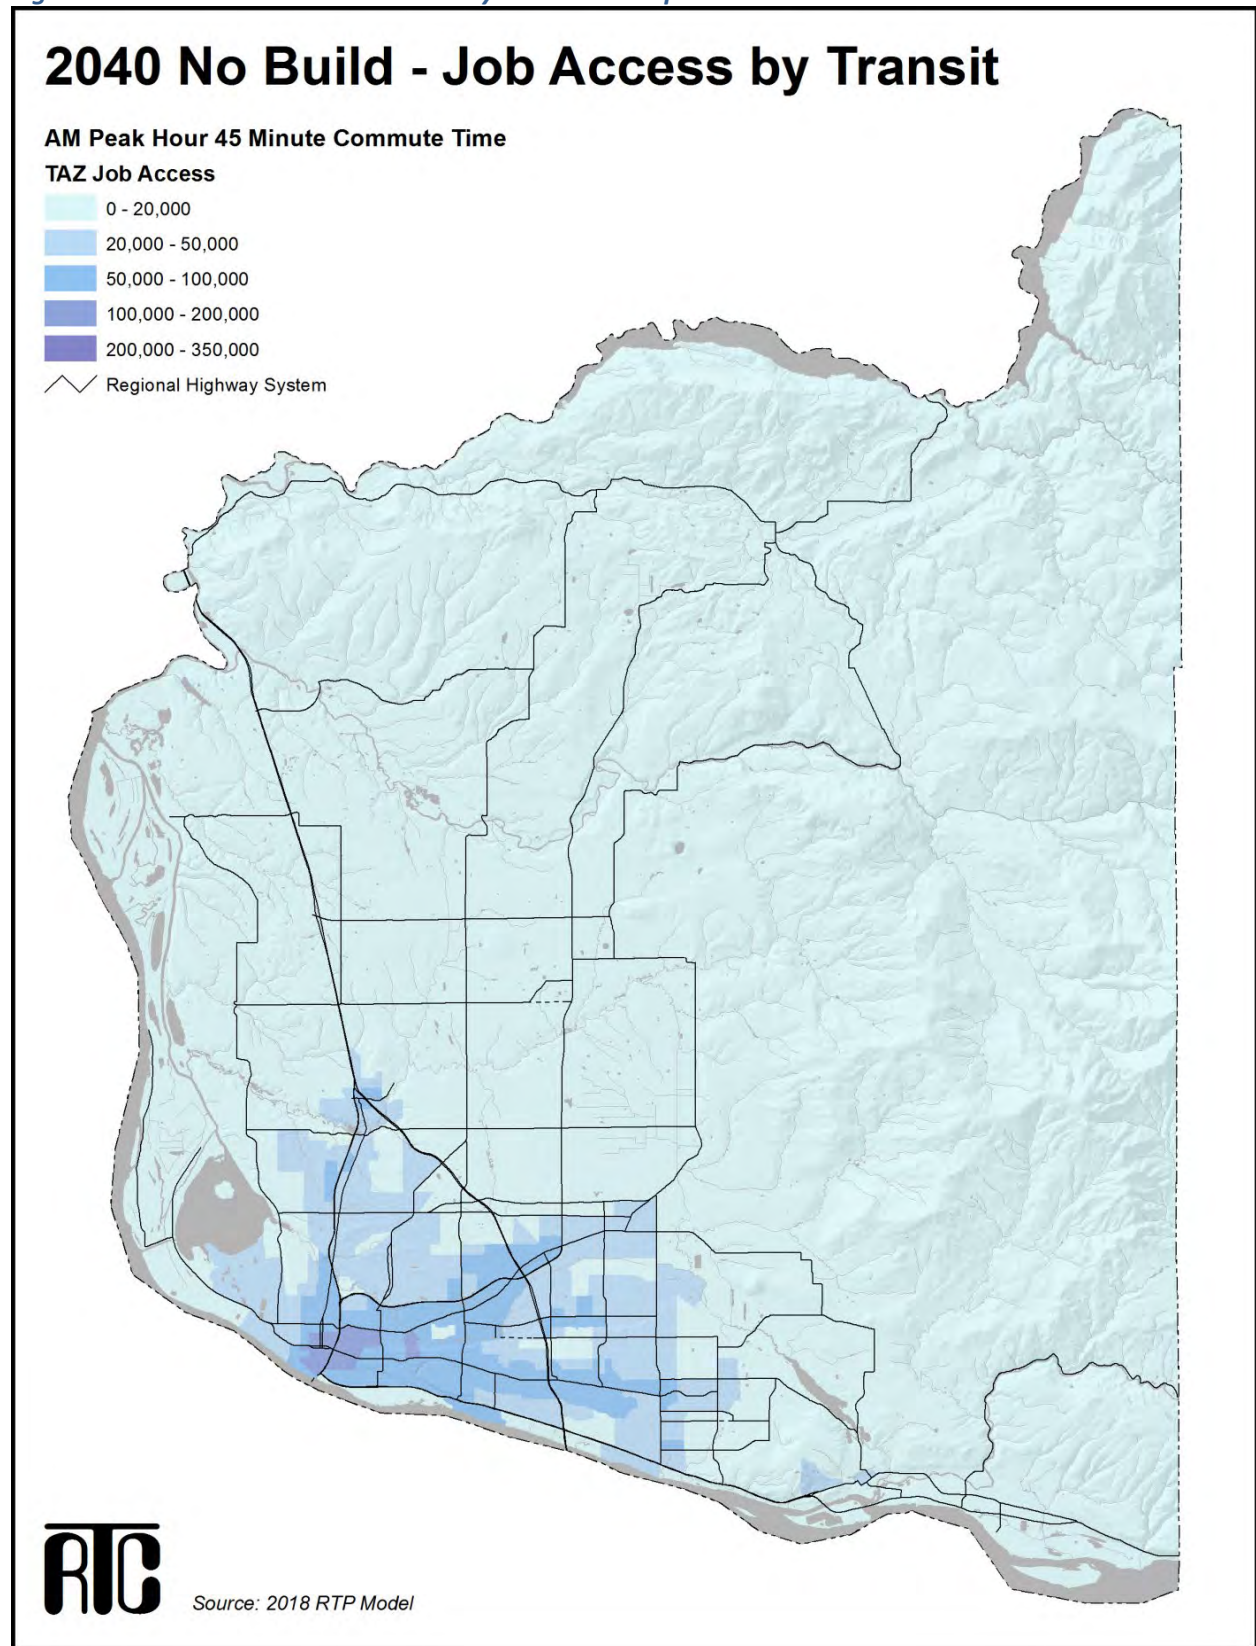 2040 No Build - Job Access by Transit
AM Peak Hour 45 Minute Commute Time
TAZ Job Access
0 - 20,000
20,000 - 50,000
50,000 - 100,000
100,000 - 200,000
200,000 - 350,000
Regional Highway System
RTC
Source: 2018 RTP Model